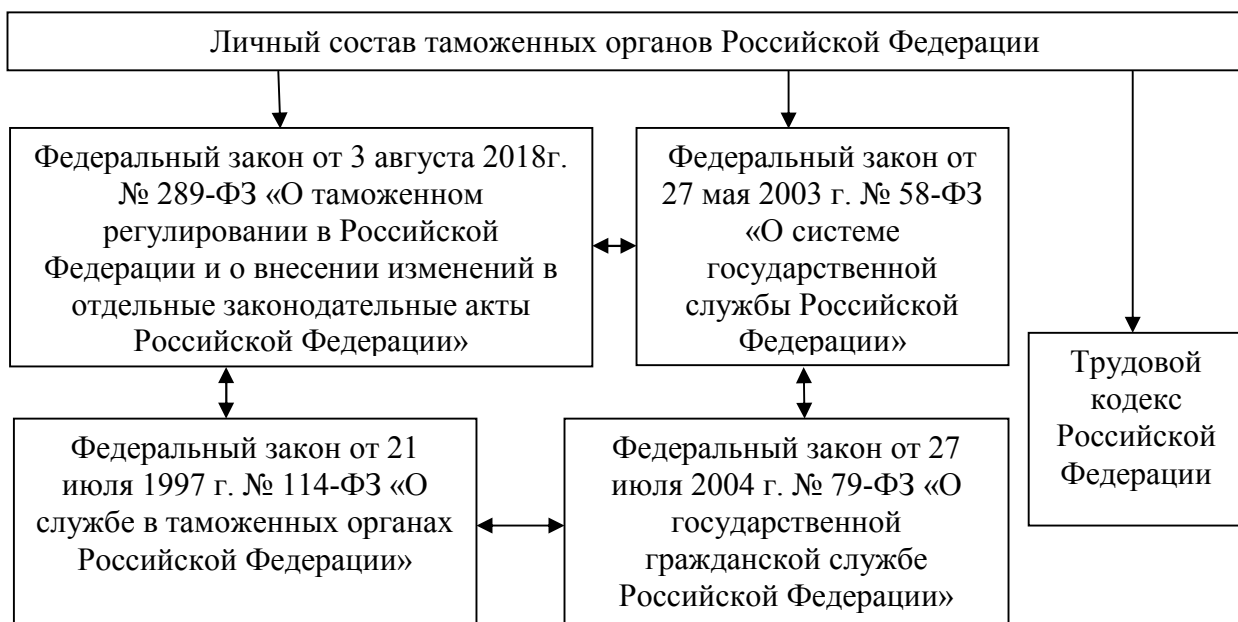 Личный состав таможенных органов Российской Федерации
Федеральный закон от 3 августа 2018г.
№ 289-ФЗ «О таможенном
регулировании в Российской
Федерации и о внесении изменений в
отдельные законодательные акты
Российской Федерации»
Федеральный закон от
27 мая 2003 г. № 58-ФЗ
«О системе
государственной
службы Российской
Федерации»
Трудовой
кодекс
Российской
Федерации
Федеральный закон от 21
июля 1997 г. № 114-ФЗ «О
службе в таможенных органах
Российской Федерации»
Федеральный закон от 27
июля 2004 г. № 79-ФЗ «О
государственной
гражданской службе
Российской Федерации»